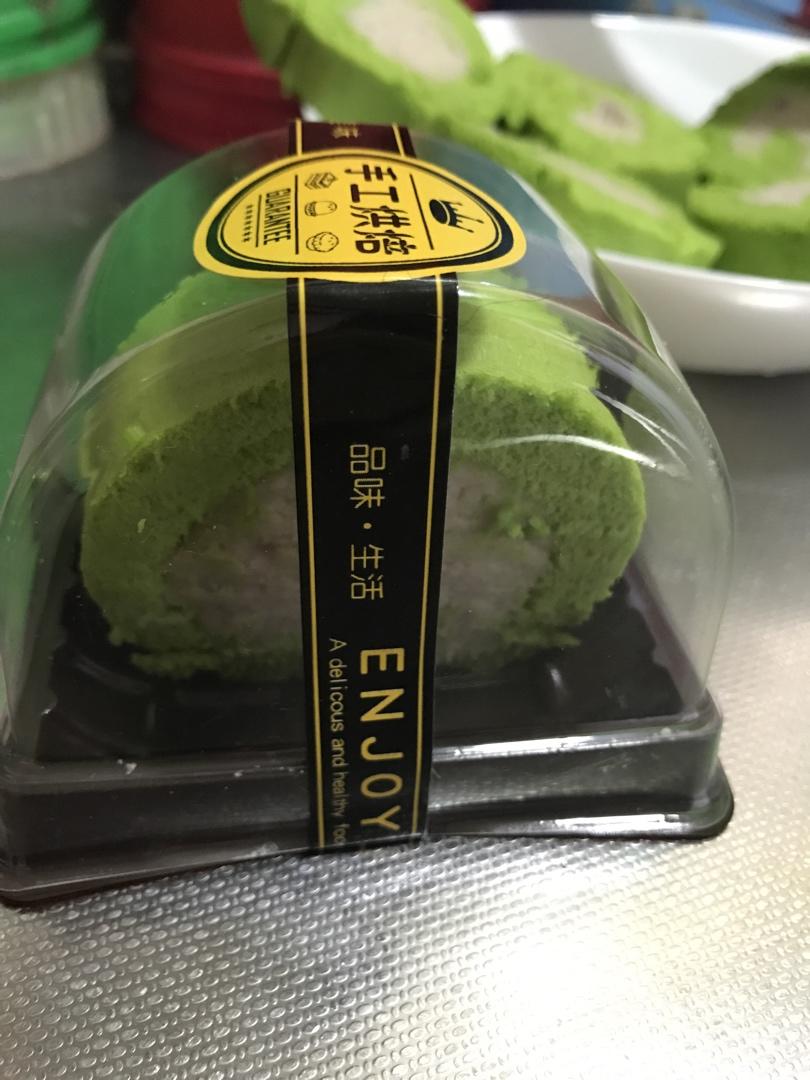 手工烘焙
GUARANTEE
品味·生活
ENJOY
A delicous and healthy